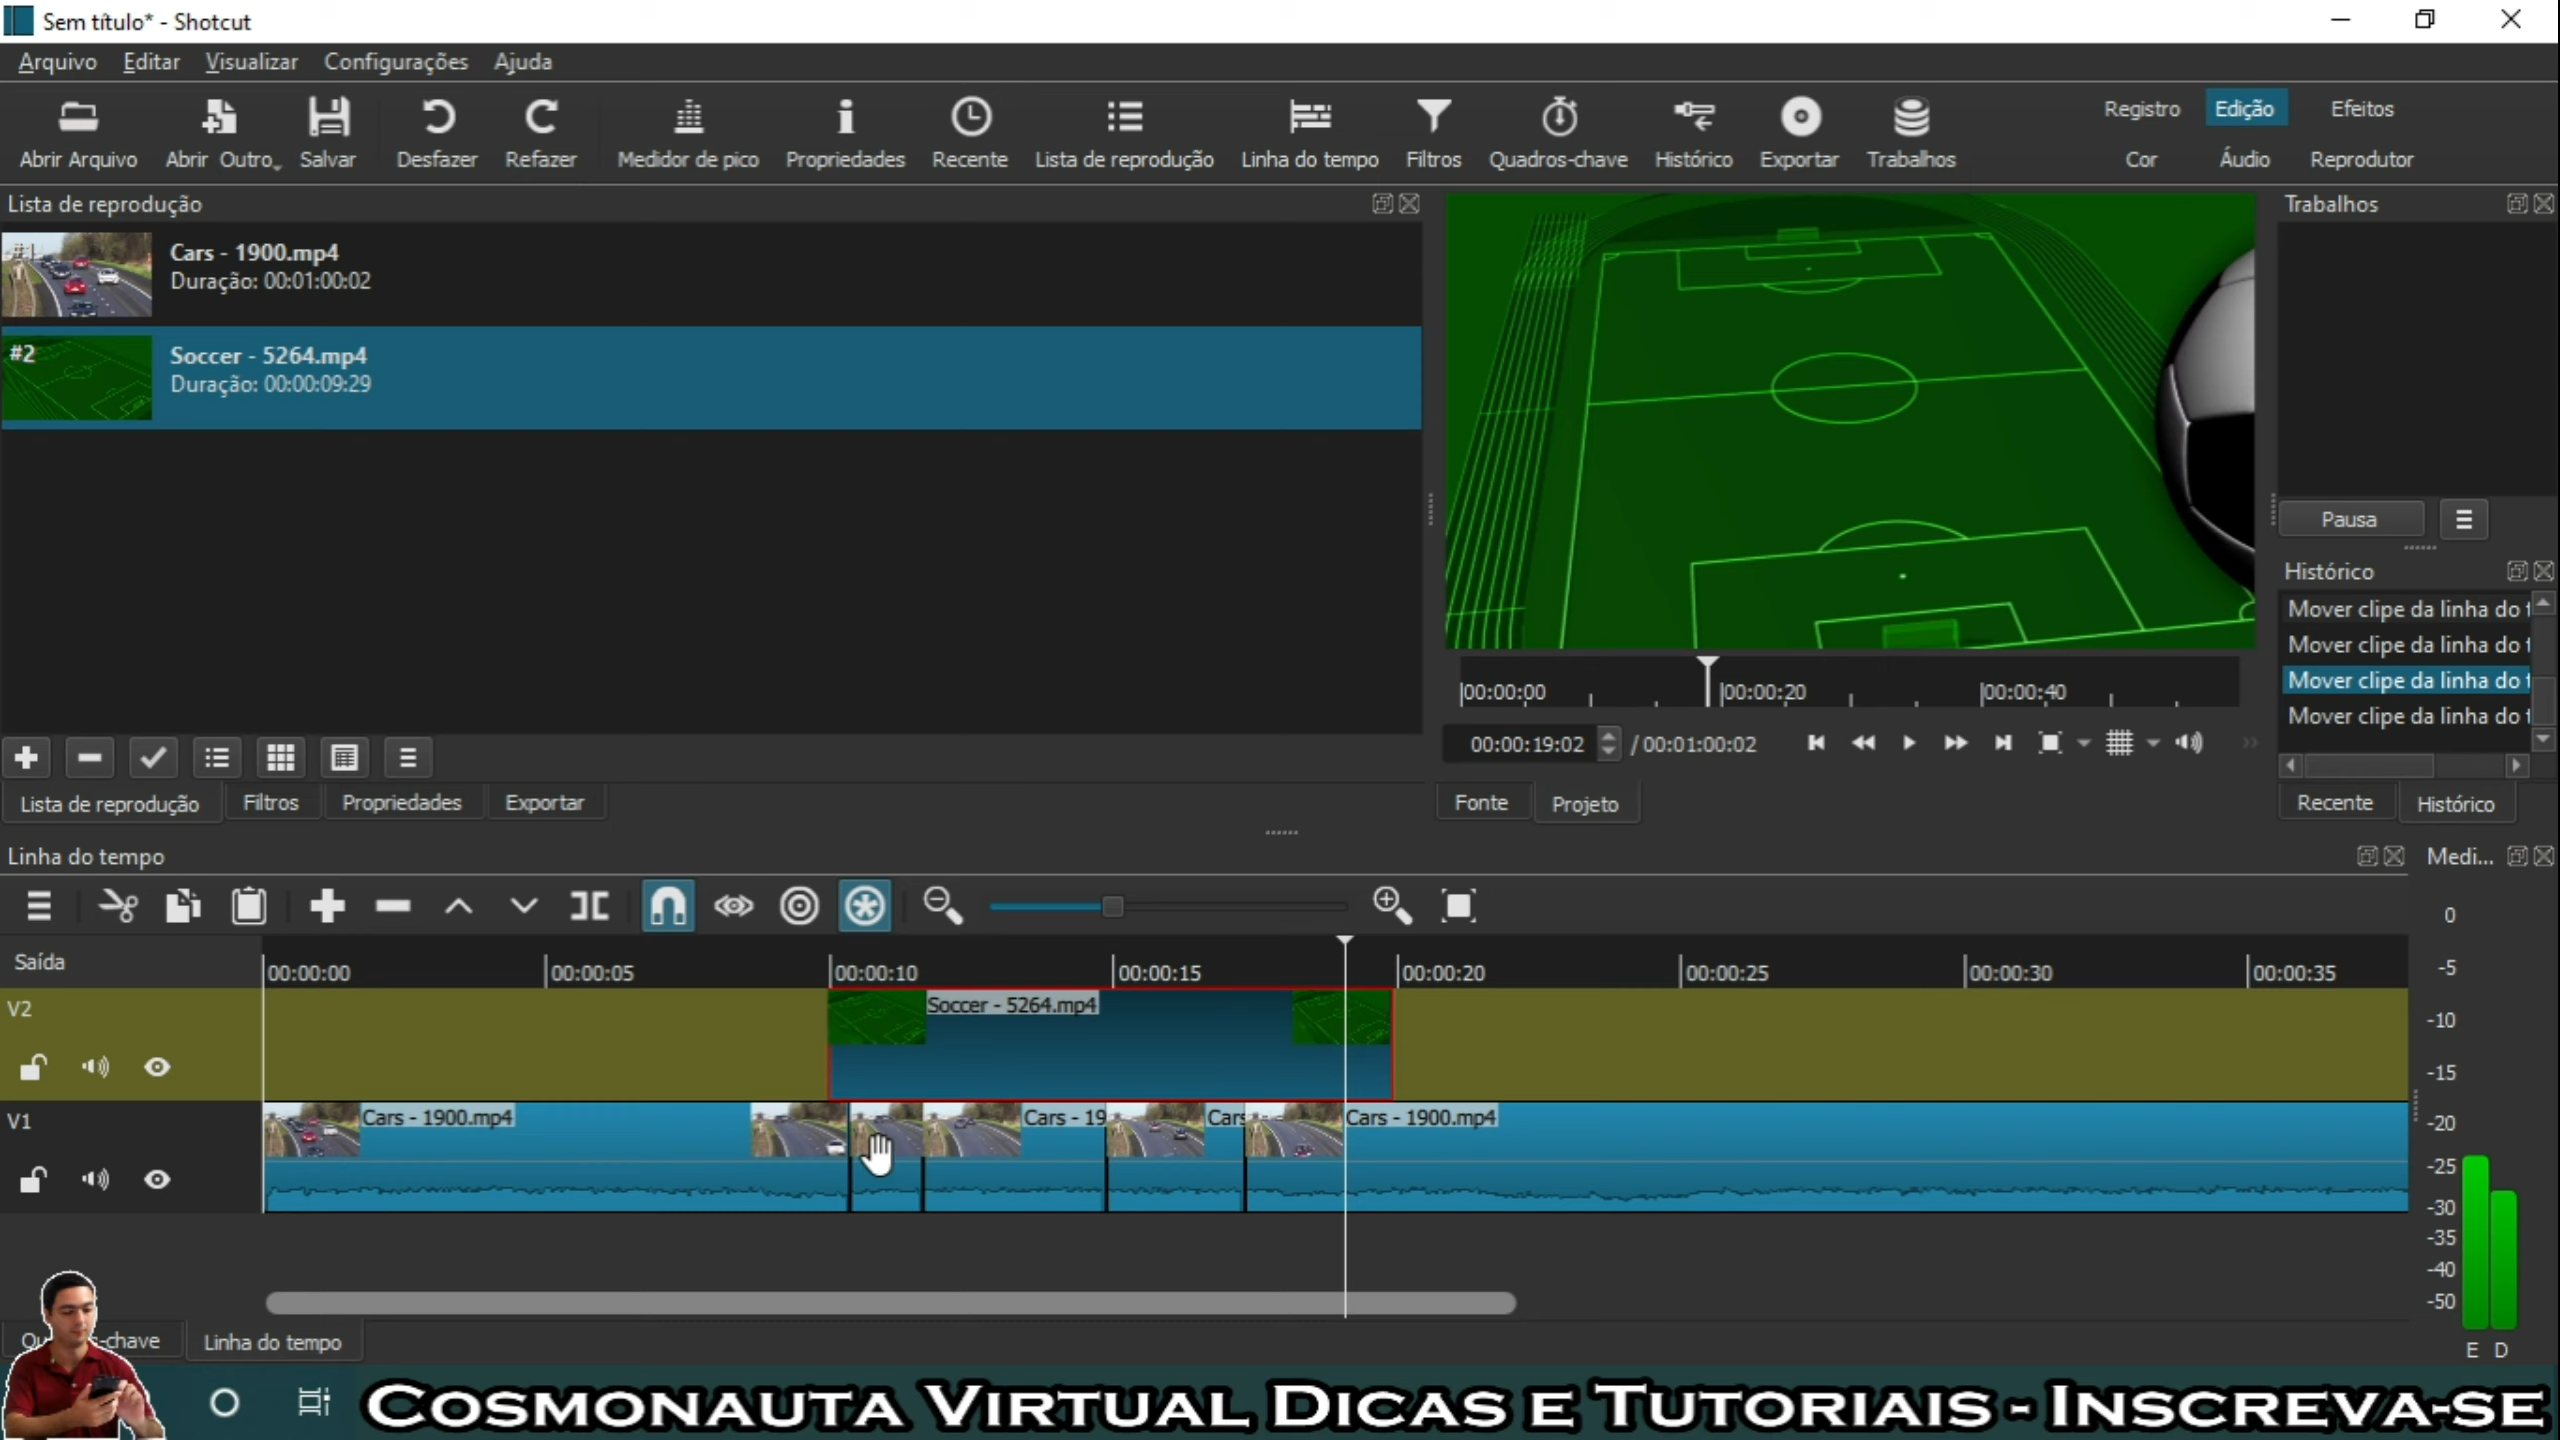 Sem título* - Shotcut
Arquivo Editar Visualizar Configurações Ajuda
Abrir Arquivo Abrir Outro Salvar Desfazer Refazer Medidor de pico Propriedades Recente Lista de reprodução Linha do tempo Filtros Quadros-chave Histórico Exportar Trabalhos
Registro Edição Efeitos
Cor Áudio Reprodutor
Lista de reprodução
Cars - 1900.mp4
Duração: 00:01:00:02
#2
Soccer - 5264.mp4
Duração: 00:00:09:29
Lista de reprodução Filtros Propriedades Exportar
00:00:00 00:00:20 00:00:40
00:00:19:02 / 00:01:00:02
Fonte Projeto
Trabalhos
Pausa
Histórico
Mover clipe da linha do t
Mover clipe da linha do t
Mover clipe da linha do t
Mover clipe da linha do t
Recente Histórico
Linha do tempo
Medi...
Saída
00:00:00 00:00:05 00:00:10 00:00:15 00:00:20 00:00:25 00:00:30 00:00:35
V2
Soccer - 5264.mp4
V1
Cars - 1900.mp4 Cars - 19 Cars Cars - 1900.mp4
0
-5
-10
-15
-20
-25
-30
-35
-40
-50
E D
-chave Linha do tempo
Cosmonauta Virtual Dicas e Tutoriais - Inscreva-se